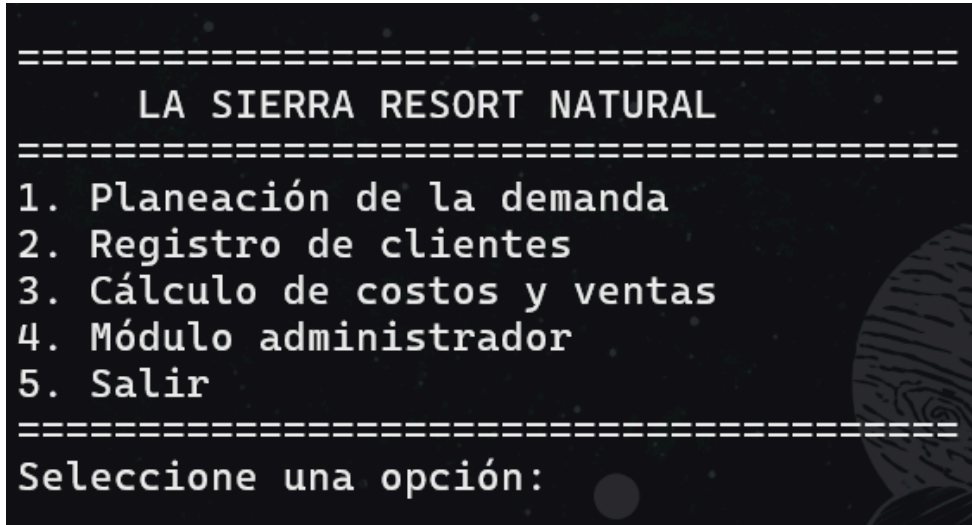 =======================================
LA SIERRA RESORT NATURAL
=======================================
1. Planeación de la demanda
2. Registro de clientes
3. Cálculo de costos y ventas
4. Módulo administrador
5. Salir
=======================================
Seleccione una opción: